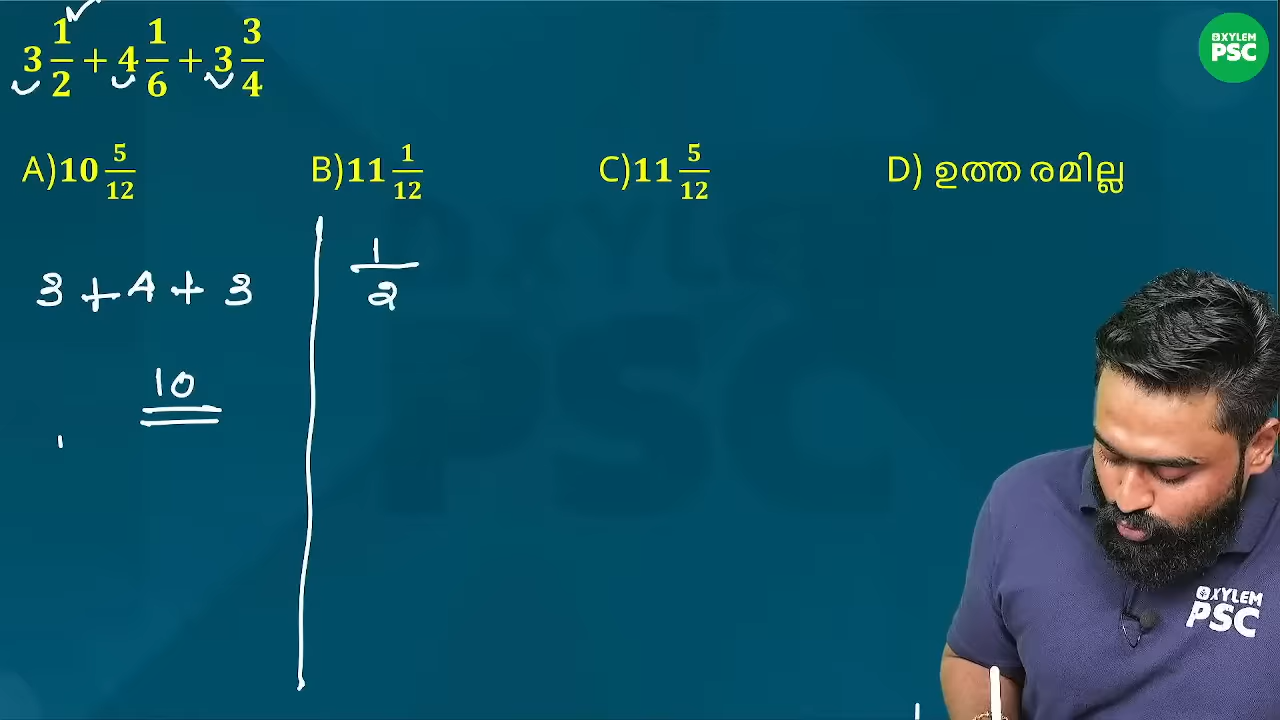 3 1/2 + 4 1/6 + 3 3/4
XYLEM
PSC
A) 10 5/12 B) 11 1/12 C) 11 5/12 D) ഉത്തരമില്ല
3 + 4 + 3
10
1/2
XYLEM
PSC